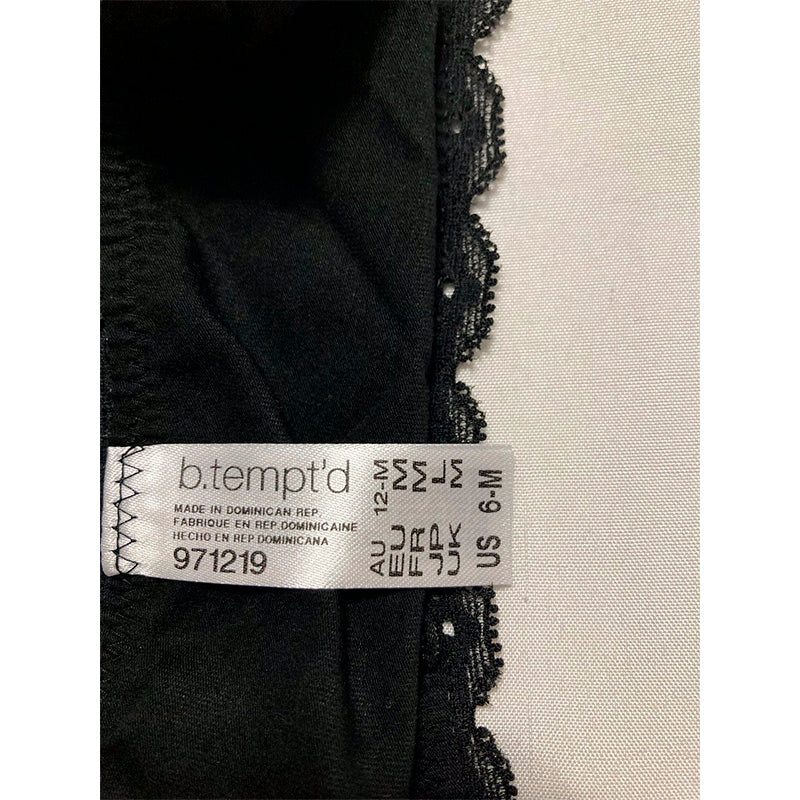 b.tempt'd
MADE IN DOMINICAN REP.
FABRIQUE EN REP.DOMINICAINE
HECHO EN REP.DOMINICANA
971219
AU 12-M
EU M
FR M
JP L
UK M
US 6-M